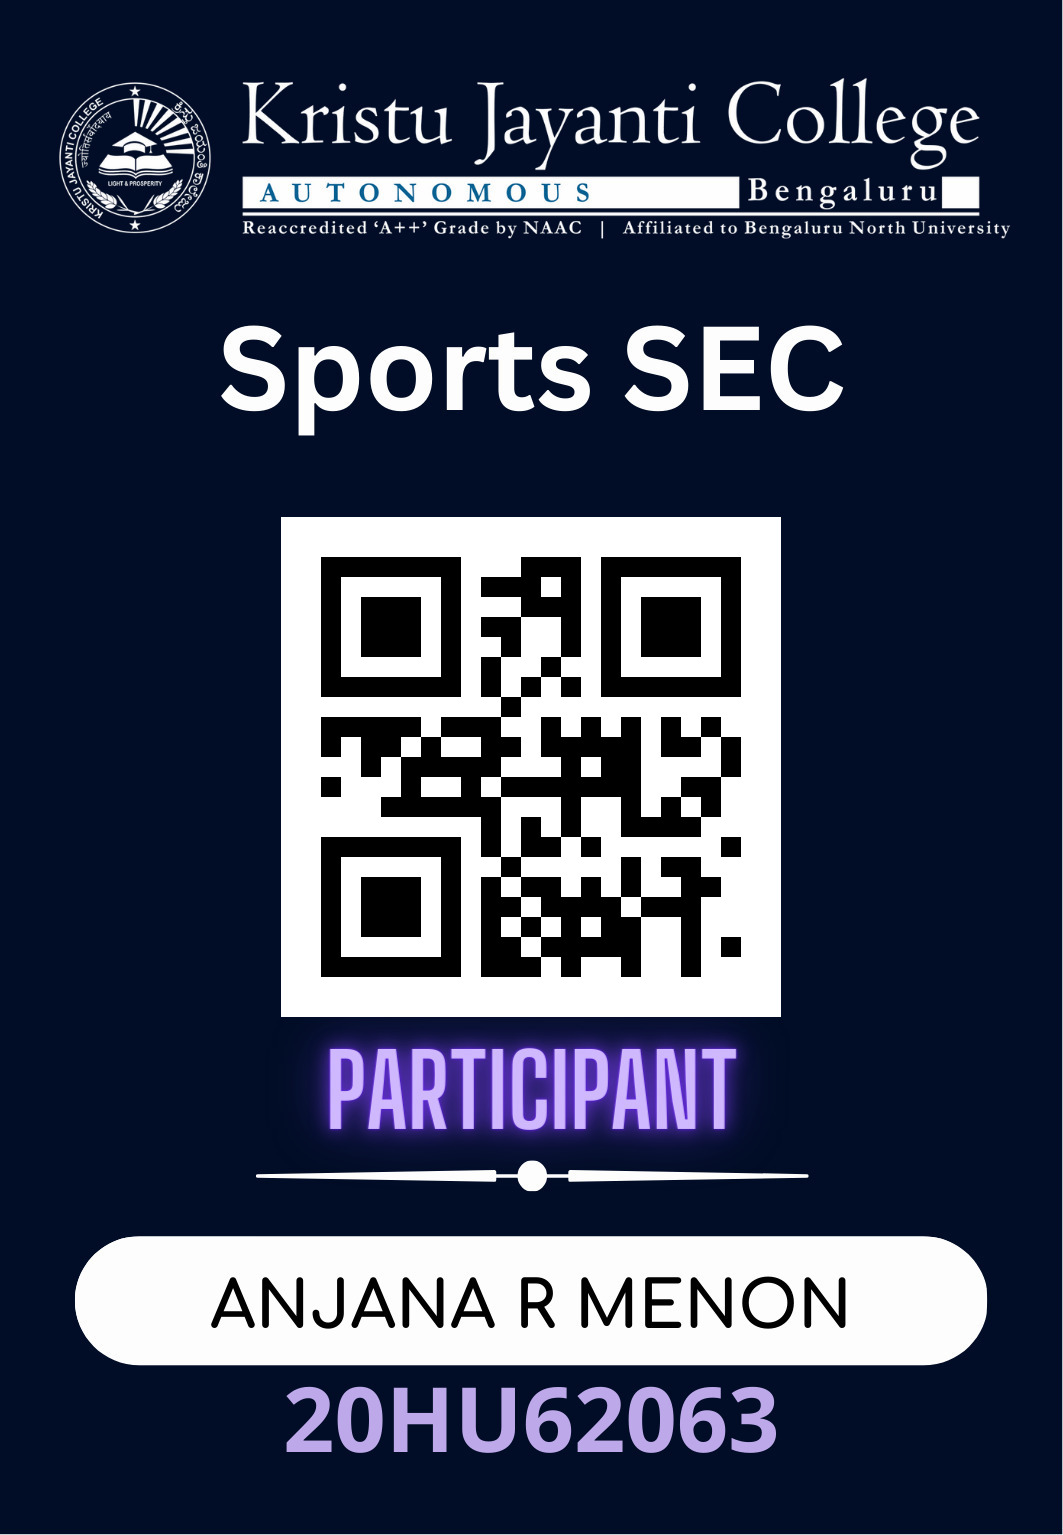 KRISTU JAYANTI COLLEGE
ಕ್ರಿಸ್ತು ಜಯಂತಿ ಕಾಲೇಜು
LIGHT & PROSPERITY
Kristu Jayanti College
AUTONOMOUS Bengaluru
Reaccredited ‘A++’ Grade by NAAC | Affiliated to Bengaluru North University
Sports SEC
PARTICIPANT
ANJANA R MENON
20HU62063